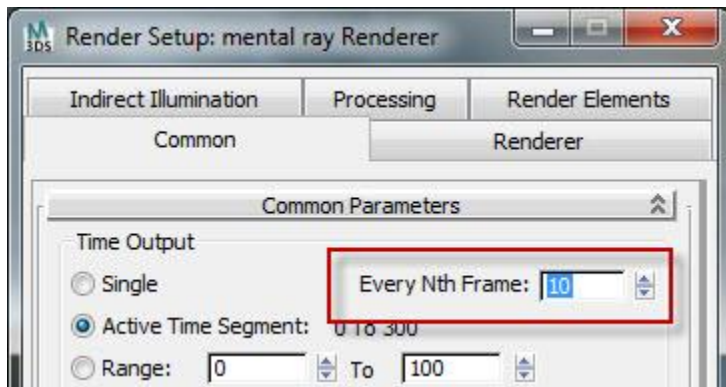 M
3DS
Render Setup: mental ray Renderer
Indirect Illumination
Processing
Render Elements
Common
Renderer
Common Parameters
Time Output
Single
Every Nth Frame: 10
Active Time Segment: 0 To 300
Range: 0 To 100